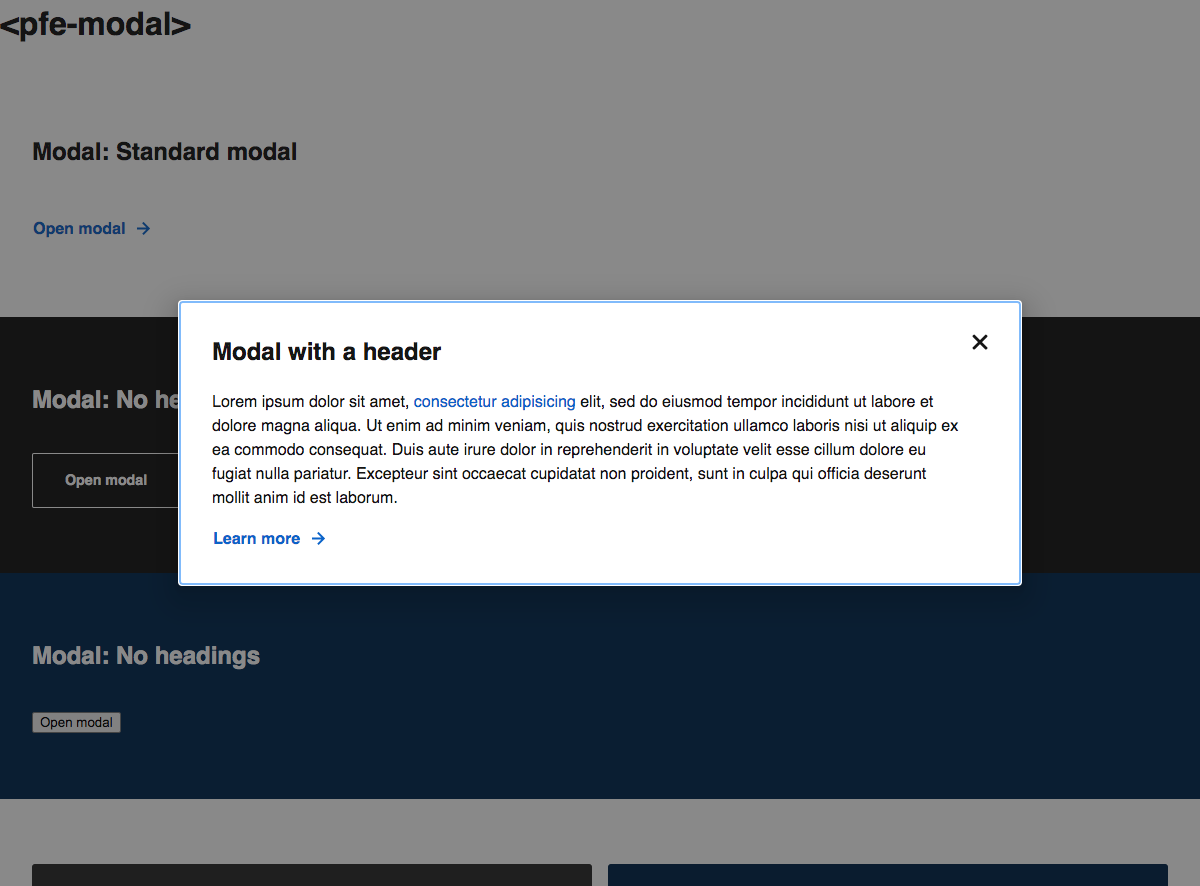 <pfe-modal>
Modal: Standard modal
Open modal
Modal with a header
Lorem ipsum dolor sit amet, consectetur adipisicing elit, sed do eiusmod tempor incididunt ut labore et
dolore magna aliqua. Ut enim ad minim veniam, quis nostrud exercitation ullamco laboris nisi ut aliquip ex
ea commodo consequat. Duis aute irure dolor in reprehenderit in voluptate velit esse cillum dolore eu
fugiat nulla pariatur. Excepteur sint occaecat cupidatat non proident, sunt in culpa qui officia deserunt
mollit anim id est laborum.
Learn more
Modal: No he
Open modal
Modal: No headings
Open modal